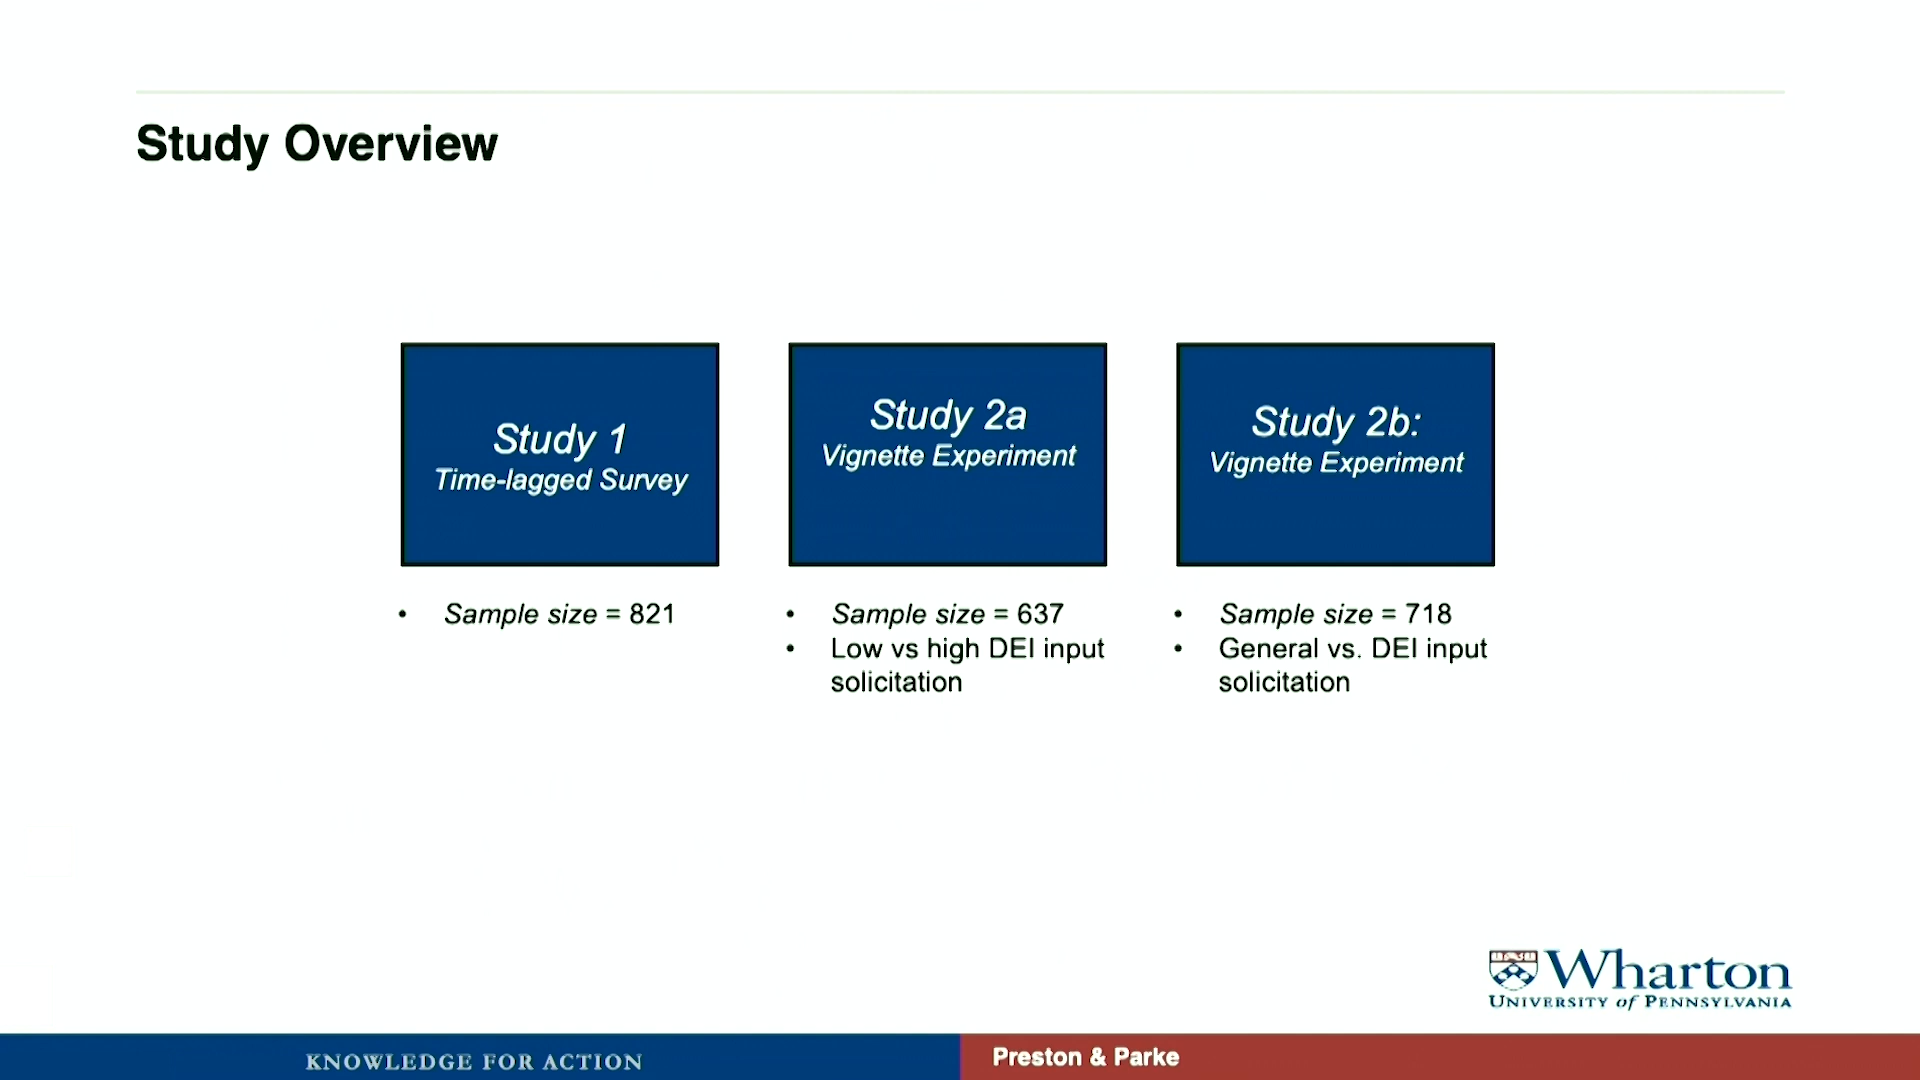 Study Overview
Study 1
Time-lagged Survey
• Sample size = 821
Study 2a
Vignette Experiment
• Sample size = 637
• Low vs high DEI input
solicitation
Study 2b:
Vignette Experiment
• Sample size = 718
• General vs. DEI input
solicitation
Wharton
UNIVERSITY of PENNSYLVANIA
KNOWLEDGE FOR ACTION
Preston & Parke